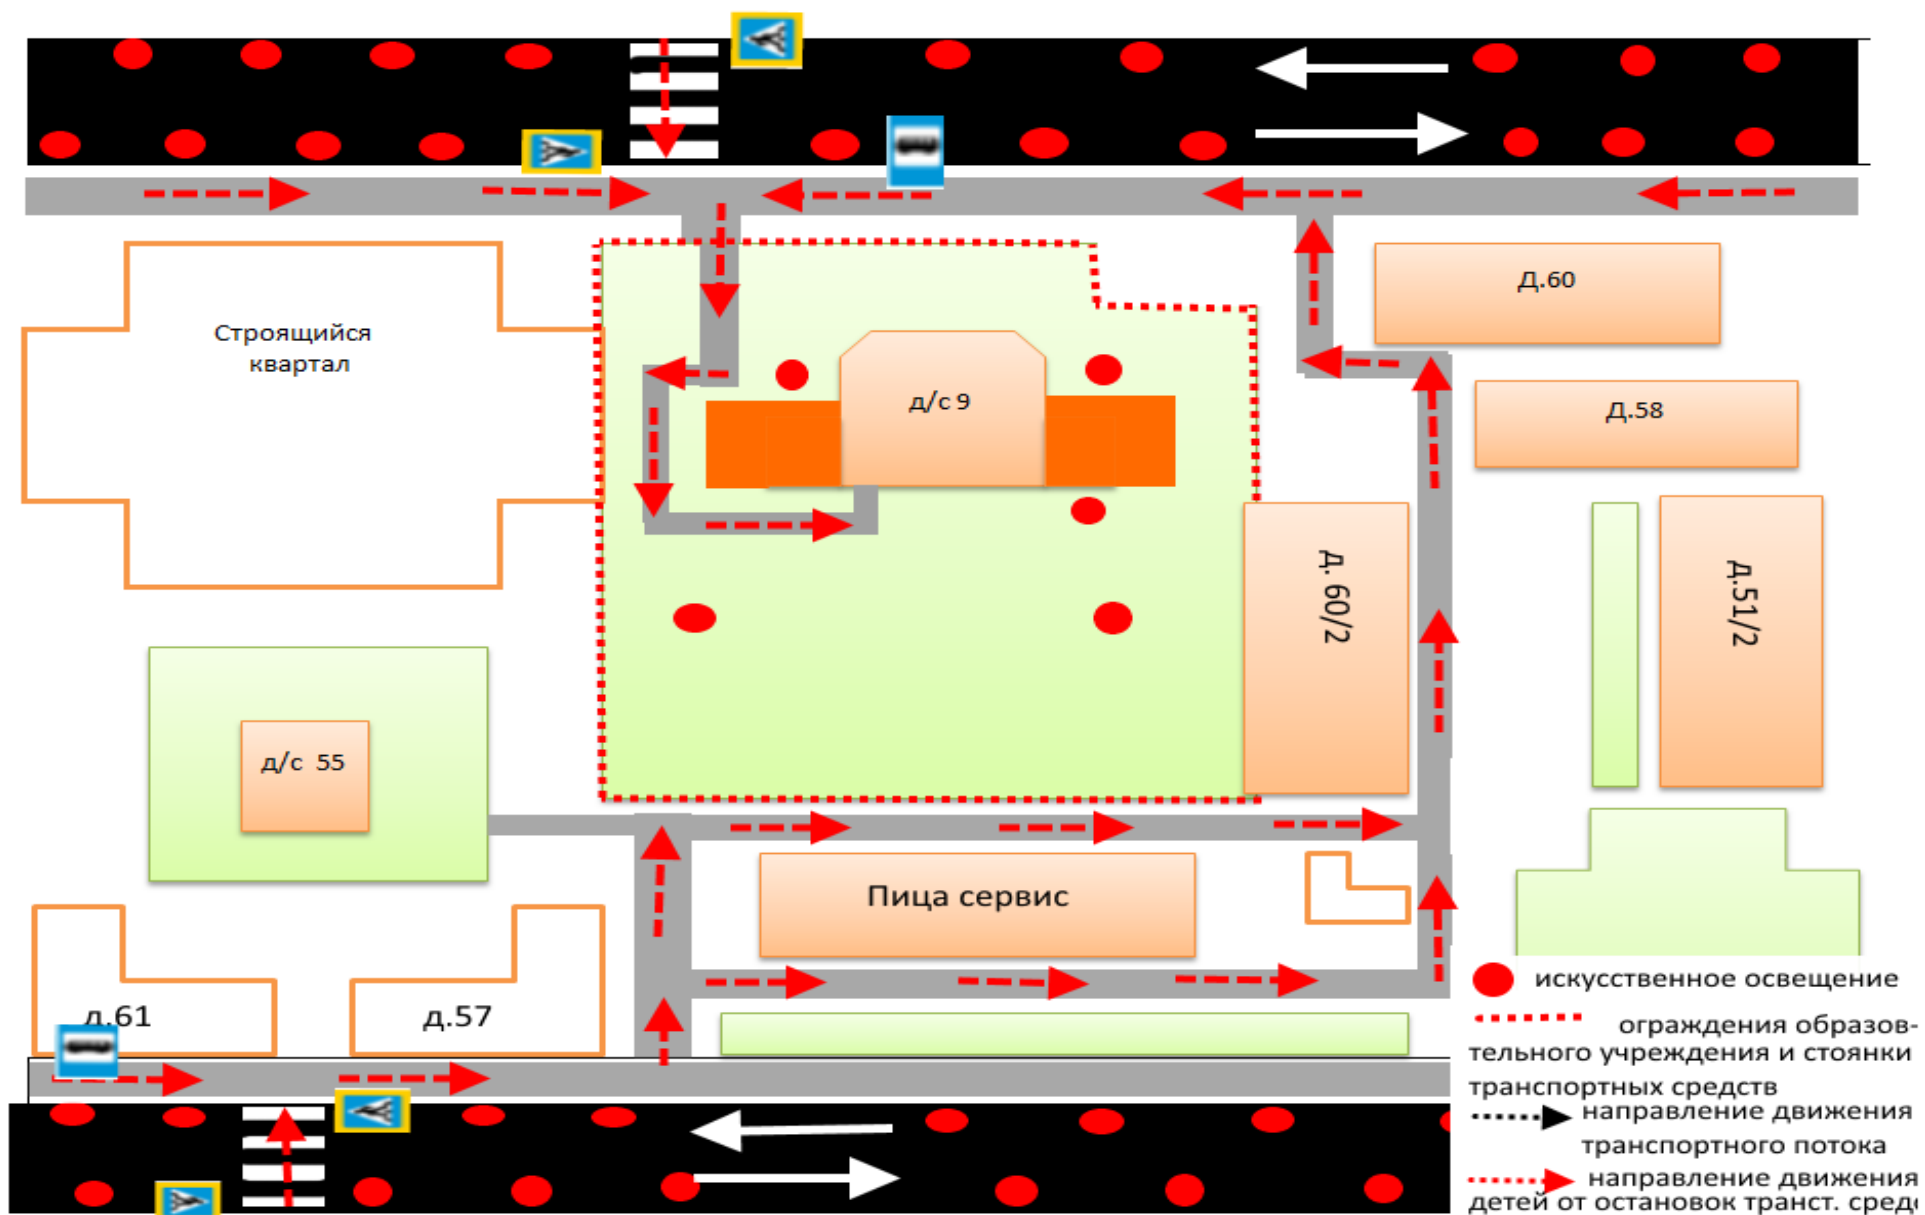 Д.60
Строящийся
квартал
д/с 9
Д.58
д. 60/2
д.51/2
д/с 55
Пица сервис
д.61
д.57
искусственное освещение
ограждения образов-
тельного учреждения и стоянки
транспортных средств
направление движения
транспортного потока
направление движения
детей от остановок транст. сред